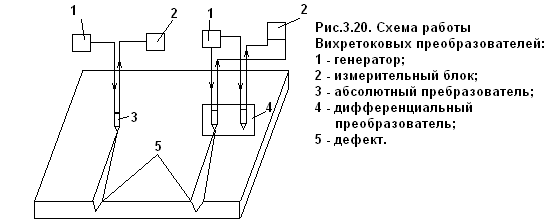 1
2
1
2
3
4
5
Рис.3.20. Схема работы
Вихретоковых преобразователей:
1 - генератор;
2 - измерительный блок;
3 - абсолютный пребразователь;
4 - дифференциальный
преобразователь;
5 - дефект.